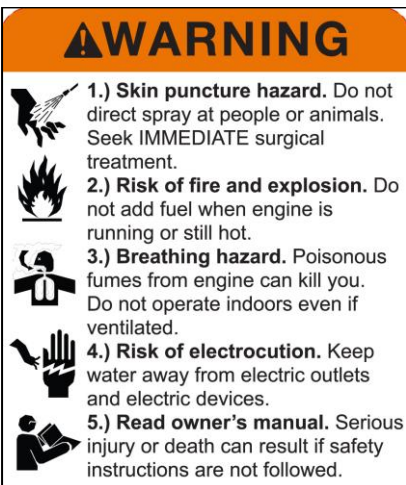 WARNING
1.) Skin puncture hazard. Do not
direct spray at people or animals.
Seek IMMEDIATE surgical
treatment.
2.) Risk of fire and explosion. Do
not add fuel when engine is
running or still hot.
3.) Breathing hazard. Poisonous
fumes from engine can kill you.
Do not operate indoors even if
ventilated.
4.) Risk of electrocution. Keep
water away from electric outlets
and electric devices.
5.) Read owner's manual. Serious
injury or death can result if safety
instructions are not followed.